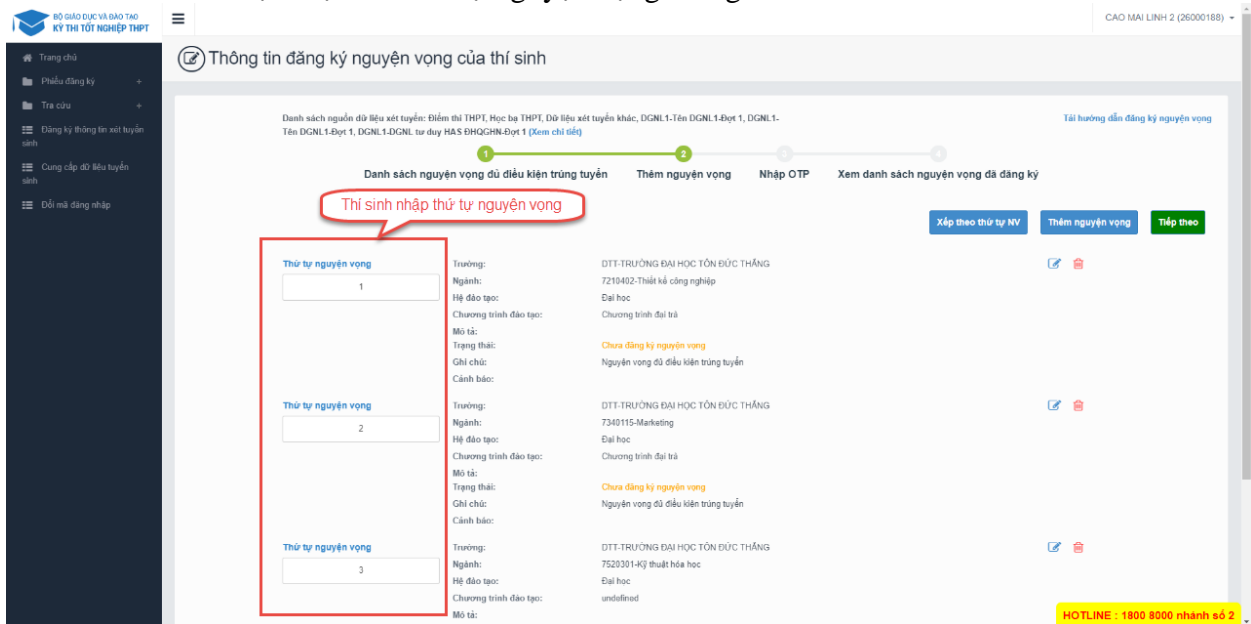 BỘ GIÁO DỤC VÀ ĐÀO TẠO
KỲ THI TỐT NGHIỆP THPT
CAO MAI LINH 2 (26000188)
Trang chủ
Phiếu đăng ký +
Tra cứu +
Đăng ký thông tin xét tuyển
sinh
Cung cấp dữ liệu tuyển
sinh
Đổi mã đăng nhập
Thông tin đăng ký nguyện vọng của thí sinh
Danh sách nguồn dữ liệu xét tuyển: Điểm thi THPT, Học bạ THPT, Dữ liệu xét tuyển khác, DGNL1-Tên DGNL1-Đợt 1, DGNL1-
Tên DGNL1-Đợt 1, DGNL1-DGNL tư duy HAS ĐHQGHN-Đợt 1 (Xem chi tiết)
Tải hướng dẫn đăng ký nguyện vọng
1 2 3 4
Danh sách nguyện vọng đủ điều kiện trúng tuyển Thêm nguyện vọng Nhập OTP Xem danh sách nguyện vọng đã đăng ký
Thí sinh nhập thứ tự nguyện vọng
Xếp theo thứ tự NV Thêm nguyện vọng Tiếp theo
Thứ tự nguyện vọng
1
Trường: DTT-TRƯỜNG ĐẠI HỌC TÔN ĐỨC THẮNG
Ngành: 7210402-Thiết kế công nghiệp
Hệ đào tạo: Đại học
Chương trình đào tạo: Chương trình đại trà
Mô tả:
Trạng thái: Chưa đăng ký nguyện vọng
Ghi chú: Nguyện vọng đủ điều kiện trúng tuyển
Cảnh báo:
Thứ tự nguyện vọng
2
Trường: DTT-TRƯỜNG ĐẠI HỌC TÔN ĐỨC THẮNG
Ngành: 7340115-Marketing
Hệ đào tạo: Đại học
Chương trình đào tạo: Chương trình đại trà
Mô tả:
Trạng thái: Chưa đăng ký nguyện vọng
Ghi chú: Nguyện vọng đủ điều kiện trúng tuyển
Cảnh báo:
Thứ tự nguyện vọng
3
Trường: DTT-TRƯỜNG ĐẠI HỌC TÔN ĐỨC THẮNG
Ngành: 7520301-Kỹ thuật hóa học
Hệ đào tạo: Đại học
Chương trình đào tạo: undefined
Mô tả:
HOTLINE : 1800 8000 nhánh số 2